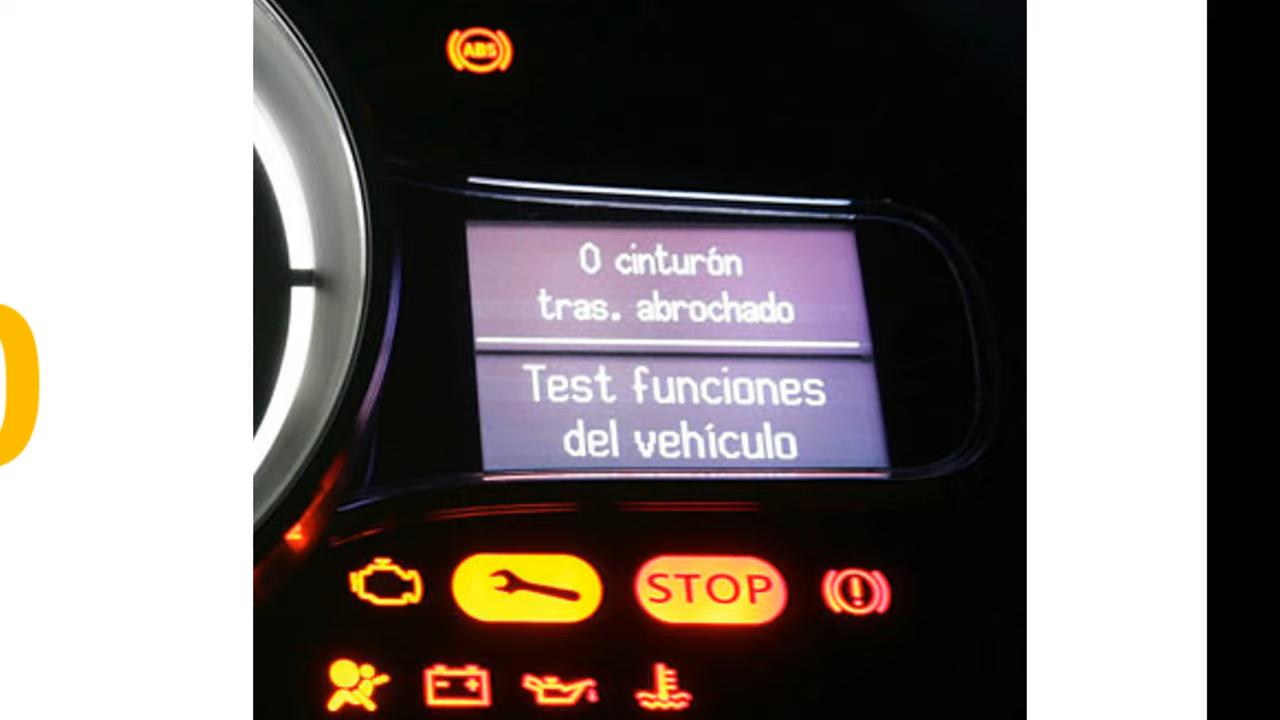 ABS
0 cinturón
tras. abrochado
Test funciones
del vehículo
STOP